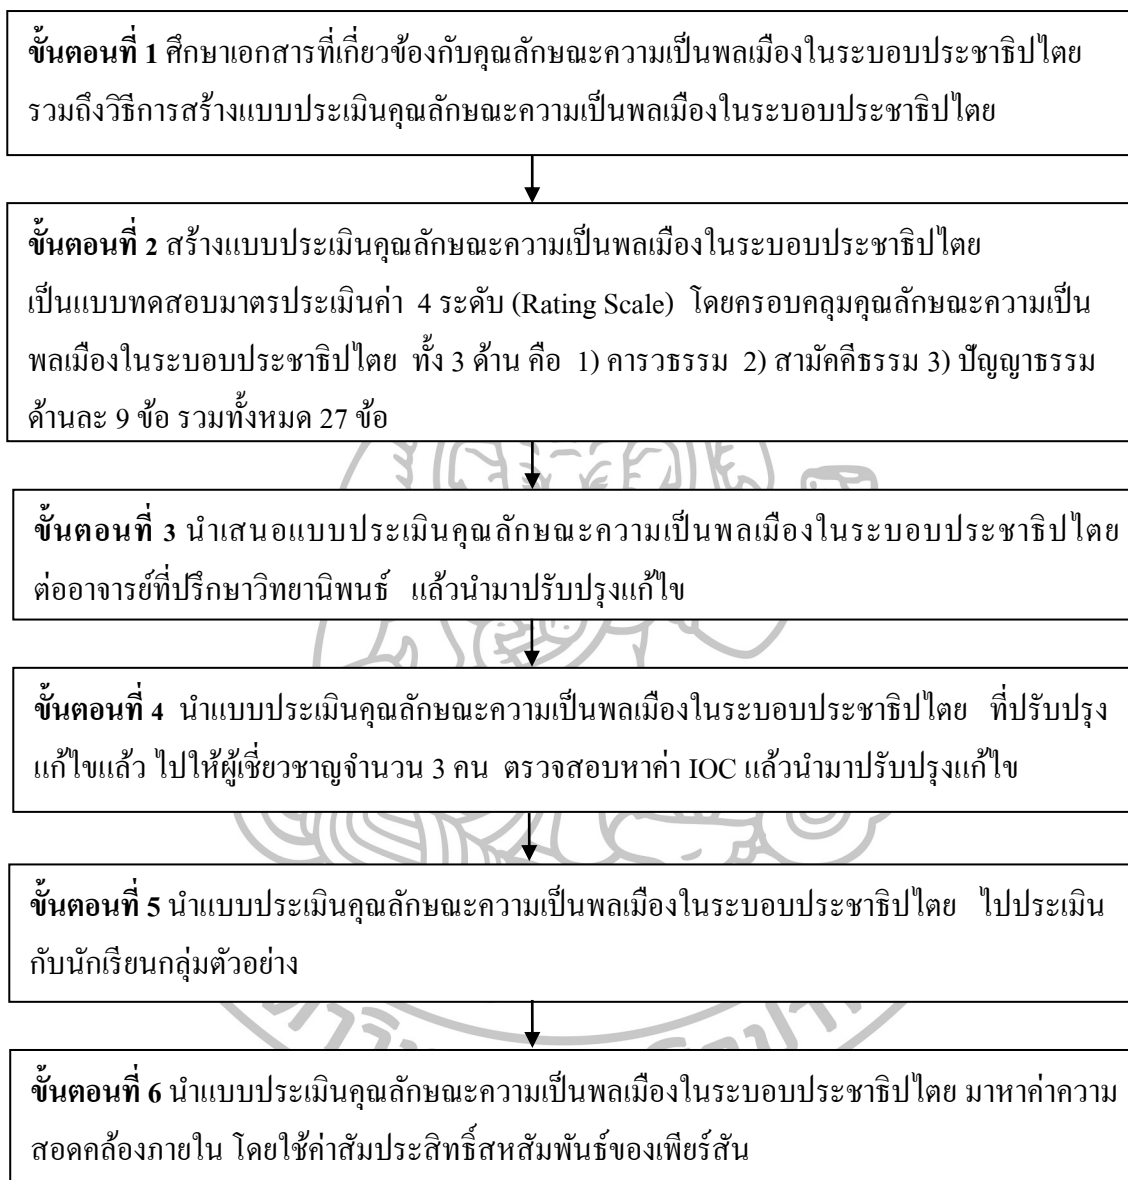 ขั้นตอนที่ 1 ศึกษาเอกสารที่เกี่ยวข้องกับคุณลักษณะความเป็นพลเมืองในระบอบประชาธิปไตย
รวมถึงวิธีการสร้างแบบประเมินคุณลักษณะความเป็นพลเมืองในระบอบประชาธิปไตย
ขั้นตอนที่ 2 สร้างแบบประเมินคุณลักษณะความเป็นพลเมืองในระบอบประชาธิปไตย
เป็นแบบทดสอบมาตรประเมินค่า 4 ระดับ (Rating Scale) โดยครอบคลุมคุณลักษณะความเป็น
พลเมืองในระบอบประชาธิปไตย ทั้ง 3 ด้าน คือ 1) คารวธรรม 2) สามัคคีธรรม 3) ปัญญาธรรม
ด้านละ 9 ข้อ รวมทั้งหมด 27 ข้อ
ขั้นตอนที่ 3 นำเสนอแบบประเมินคุณลักษณะความเป็นพลเมืองในระบอบประชาธิปไตย
ต่ออาจารย์ที่ปรึกษาวิทยานิพนธ์ แล้วนำมาปรับปรุงแก้ไข
ขั้นตอนที่ 4 นำแบบประเมินคุณลักษณะความเป็นพลเมืองในระบอบประชาธิปไตย ที่ปรับปรุง
แก้ไขแล้ว ไปให้ผู้เชี่ยวชาญจำนวน 3 คน ตรวจสอบหาค่า IOC แล้วนำมาปรับปรุงแก้ไข
ขั้นตอนที่ 5 นำแบบประเมินคุณลักษณะความเป็นพลเมืองในระบอบประชาธิปไตย ไปประเมิน
กับนักเรียนกลุ่มตัวอย่าง
ขั้นตอนที่ 6 นำแบบประเมินคุณลักษณะความเป็นพลเมืองในระบอบประชาธิปไตย มาหาค่าความ
สอดคล้องภายใน โดยใช้ค่าสัมประสิทธิ์สหสัมพันธ์ของเพียร์สัน